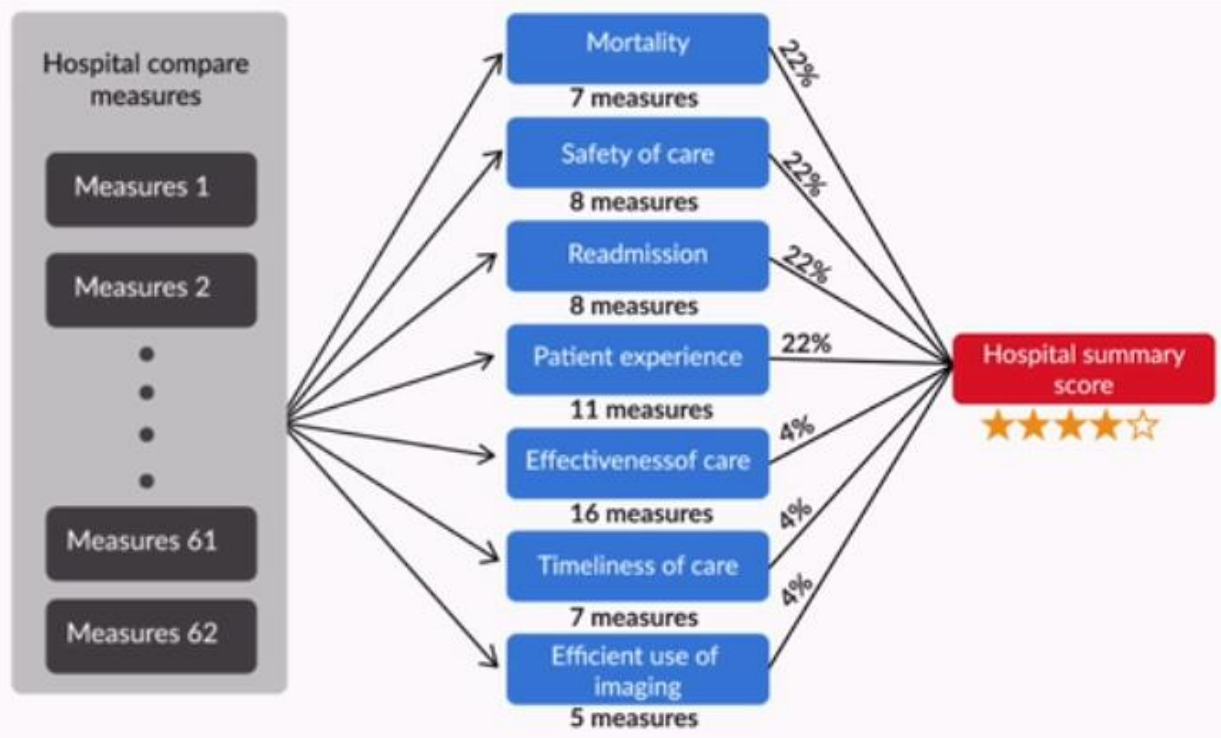 Hospital compare
measures
Measures 1
Measures 2
Measures 61
Measures 62
Mortality
7 measures
Safety of care
8 measures
Readmission
8 measures
Patient experience
11 measures
Effectivenessof care
16 measures
Timeliness of care
7 measures
Efficient use of
imaging
5 measures
22%
22%
22%
22%
4%
4%
4%
Hospital summary
score